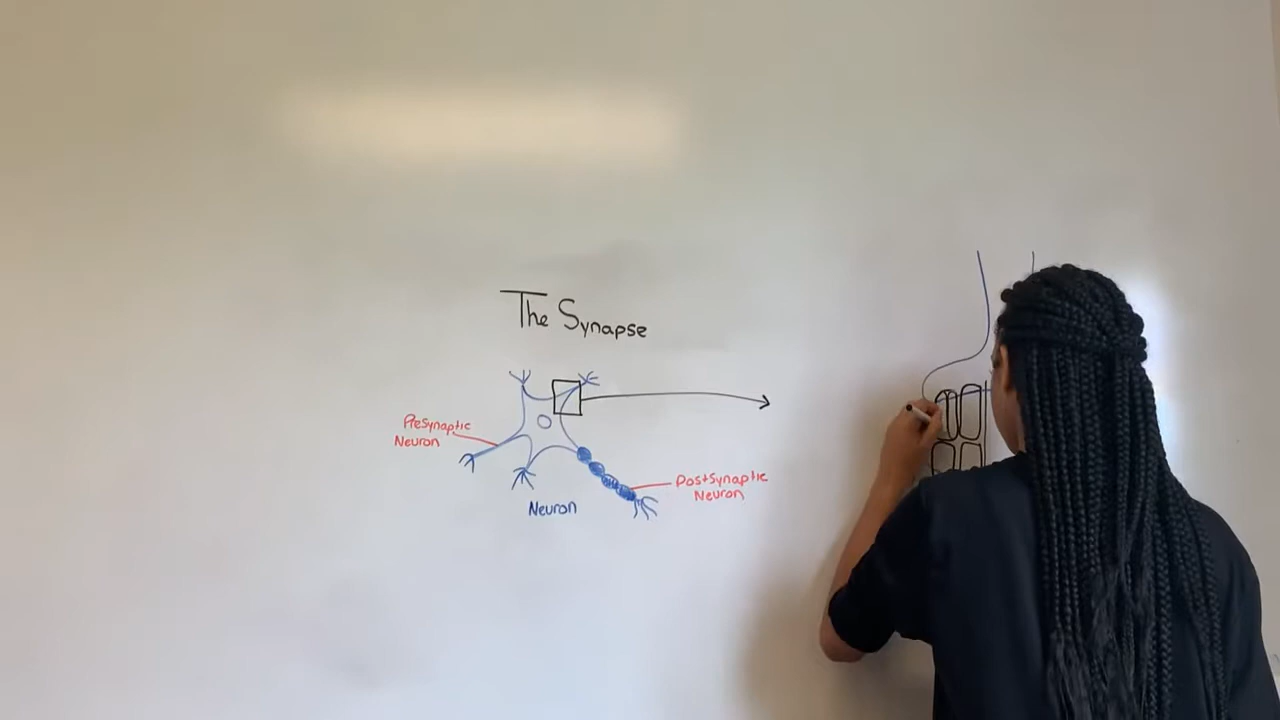 The Synapse
Presynaptic
Neuron
Postsynaptic
Neuron
Neuron